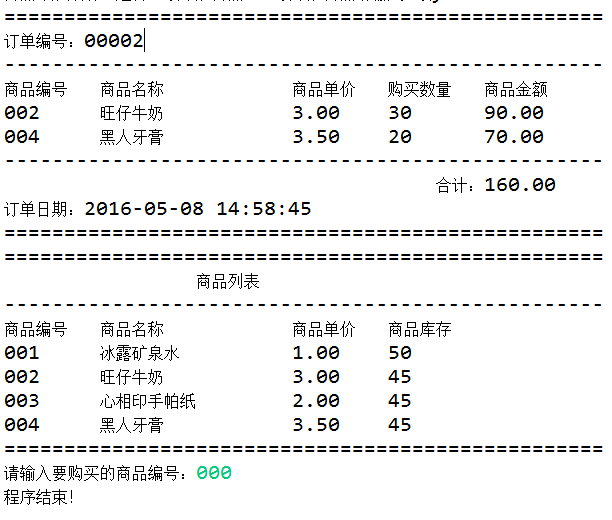 ==================================================
订单编号：00002
--------------------------------------------------
商品编号 商品名称 商品单价 购买数量 商品金额
002 旺仔牛奶 3.00 30 90.00
004 黑人牙膏 3.50 20 70.00
--------------------------------------------------
合计：160.00
订单日期：2016-05-08 14:58:45
==================================================
==================================================
商品列表
--------------------------------------------------
商品编号 商品名称 商品单价 商品库存
001 冰露矿泉水 1.00 50
002 旺仔牛奶 3.00 45
003 心相印手帕纸 2.00 45
004 黑人牙膏 3.50 45
==================================================
请输入要购买的商品编号：000
程序结束!